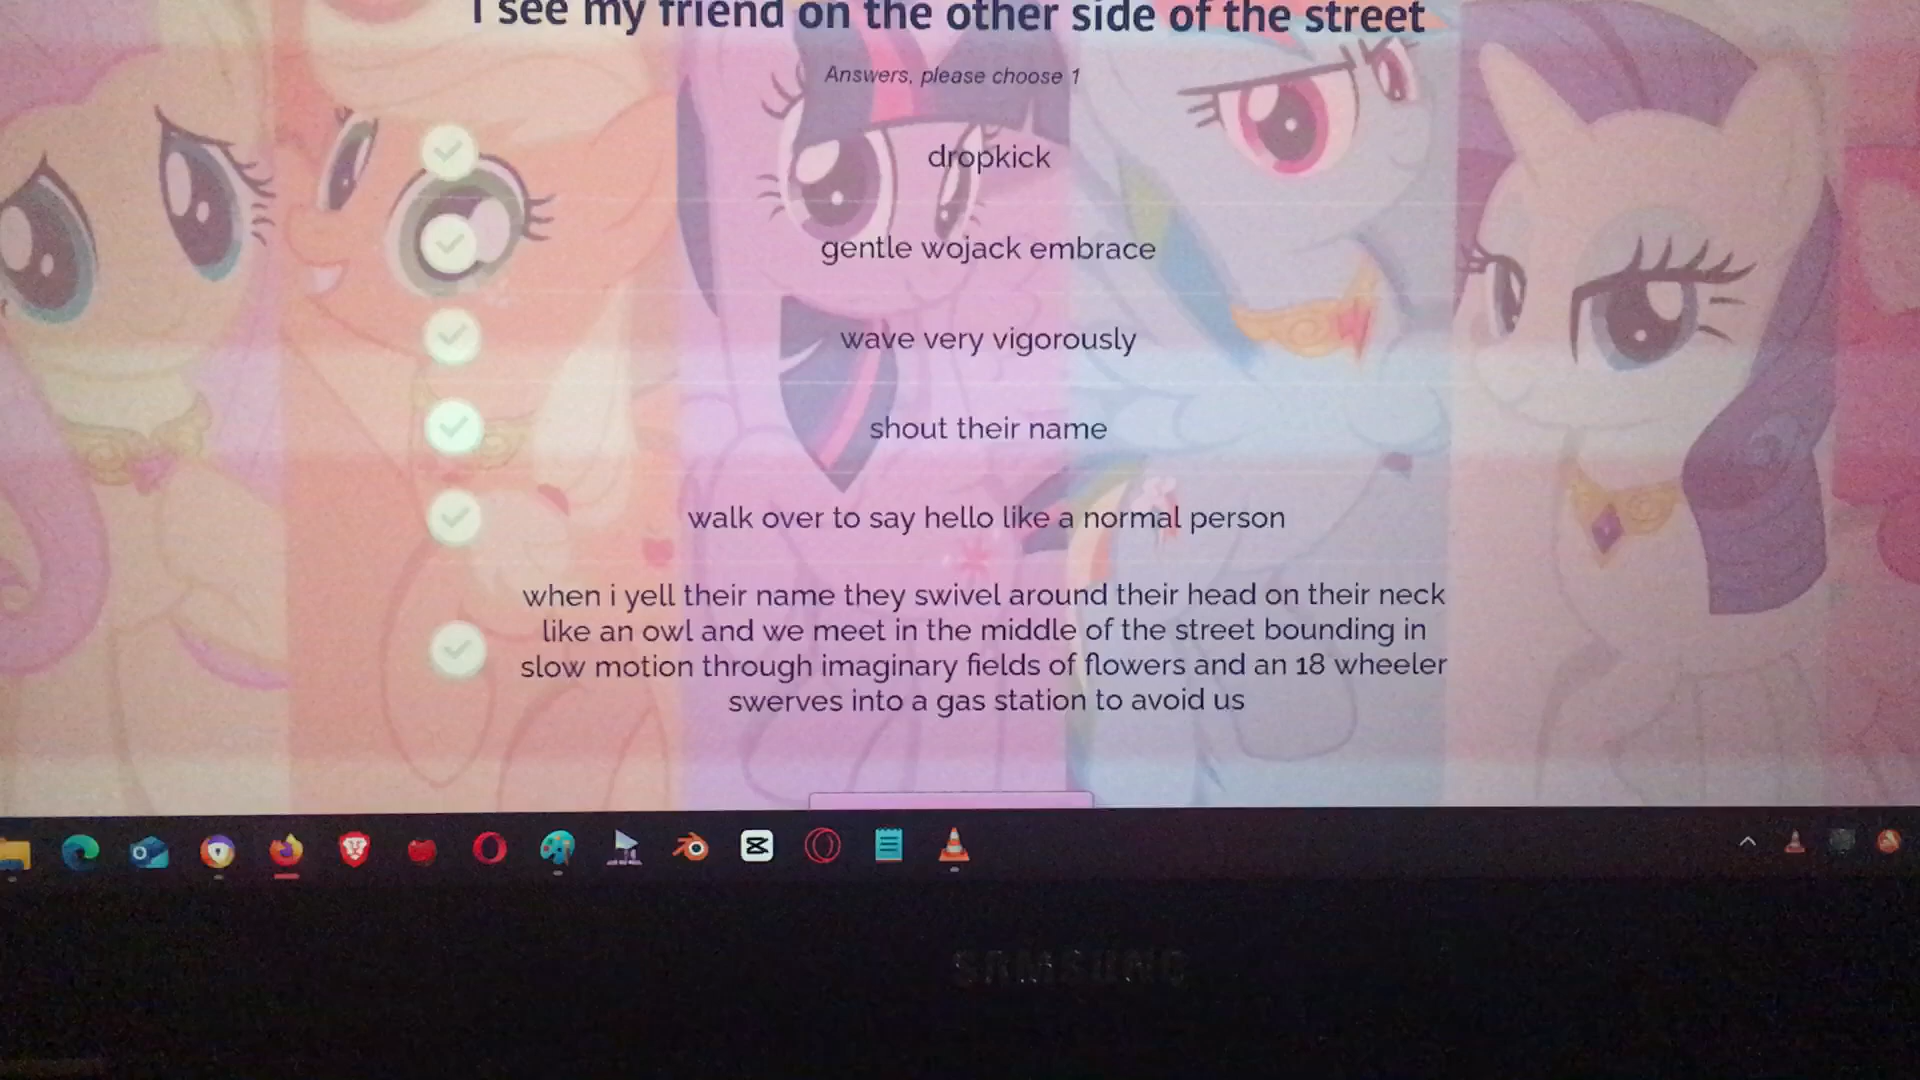 I see my friend on the other side of the street
Answers, please choose 1
dropkick
gentle wojack embrace
wave very vigorously
shout their name
walk over to say hello like a normal person
when i yell their name they swivel around their head on their neck
like an owl and we meet in the middle of the street bounding in
slow motion through imaginary fields of flowers and an 18 wheeler
swerves into a gas station to avoid us
SAMSUNG